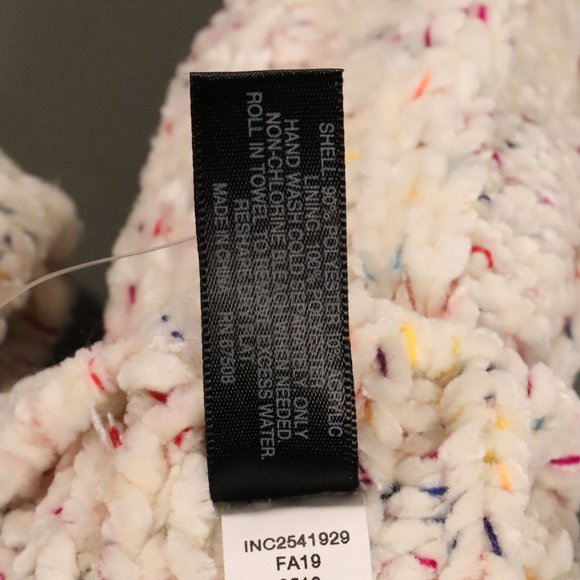 SHELL: 90% POLYESTER 10% ACRYLIC
LINING: 100% POLYESTER
HAND WASH COLD SEPARATELY ONLY
NON-CHLORINE BLEACH WHEN NEEDED.
ROLL IN TOWEL TO REMOVE EXCESS WATER.
RESHAPE DRY FLAT
MADE IN CHINA RN 07508
INC2541929
FA19